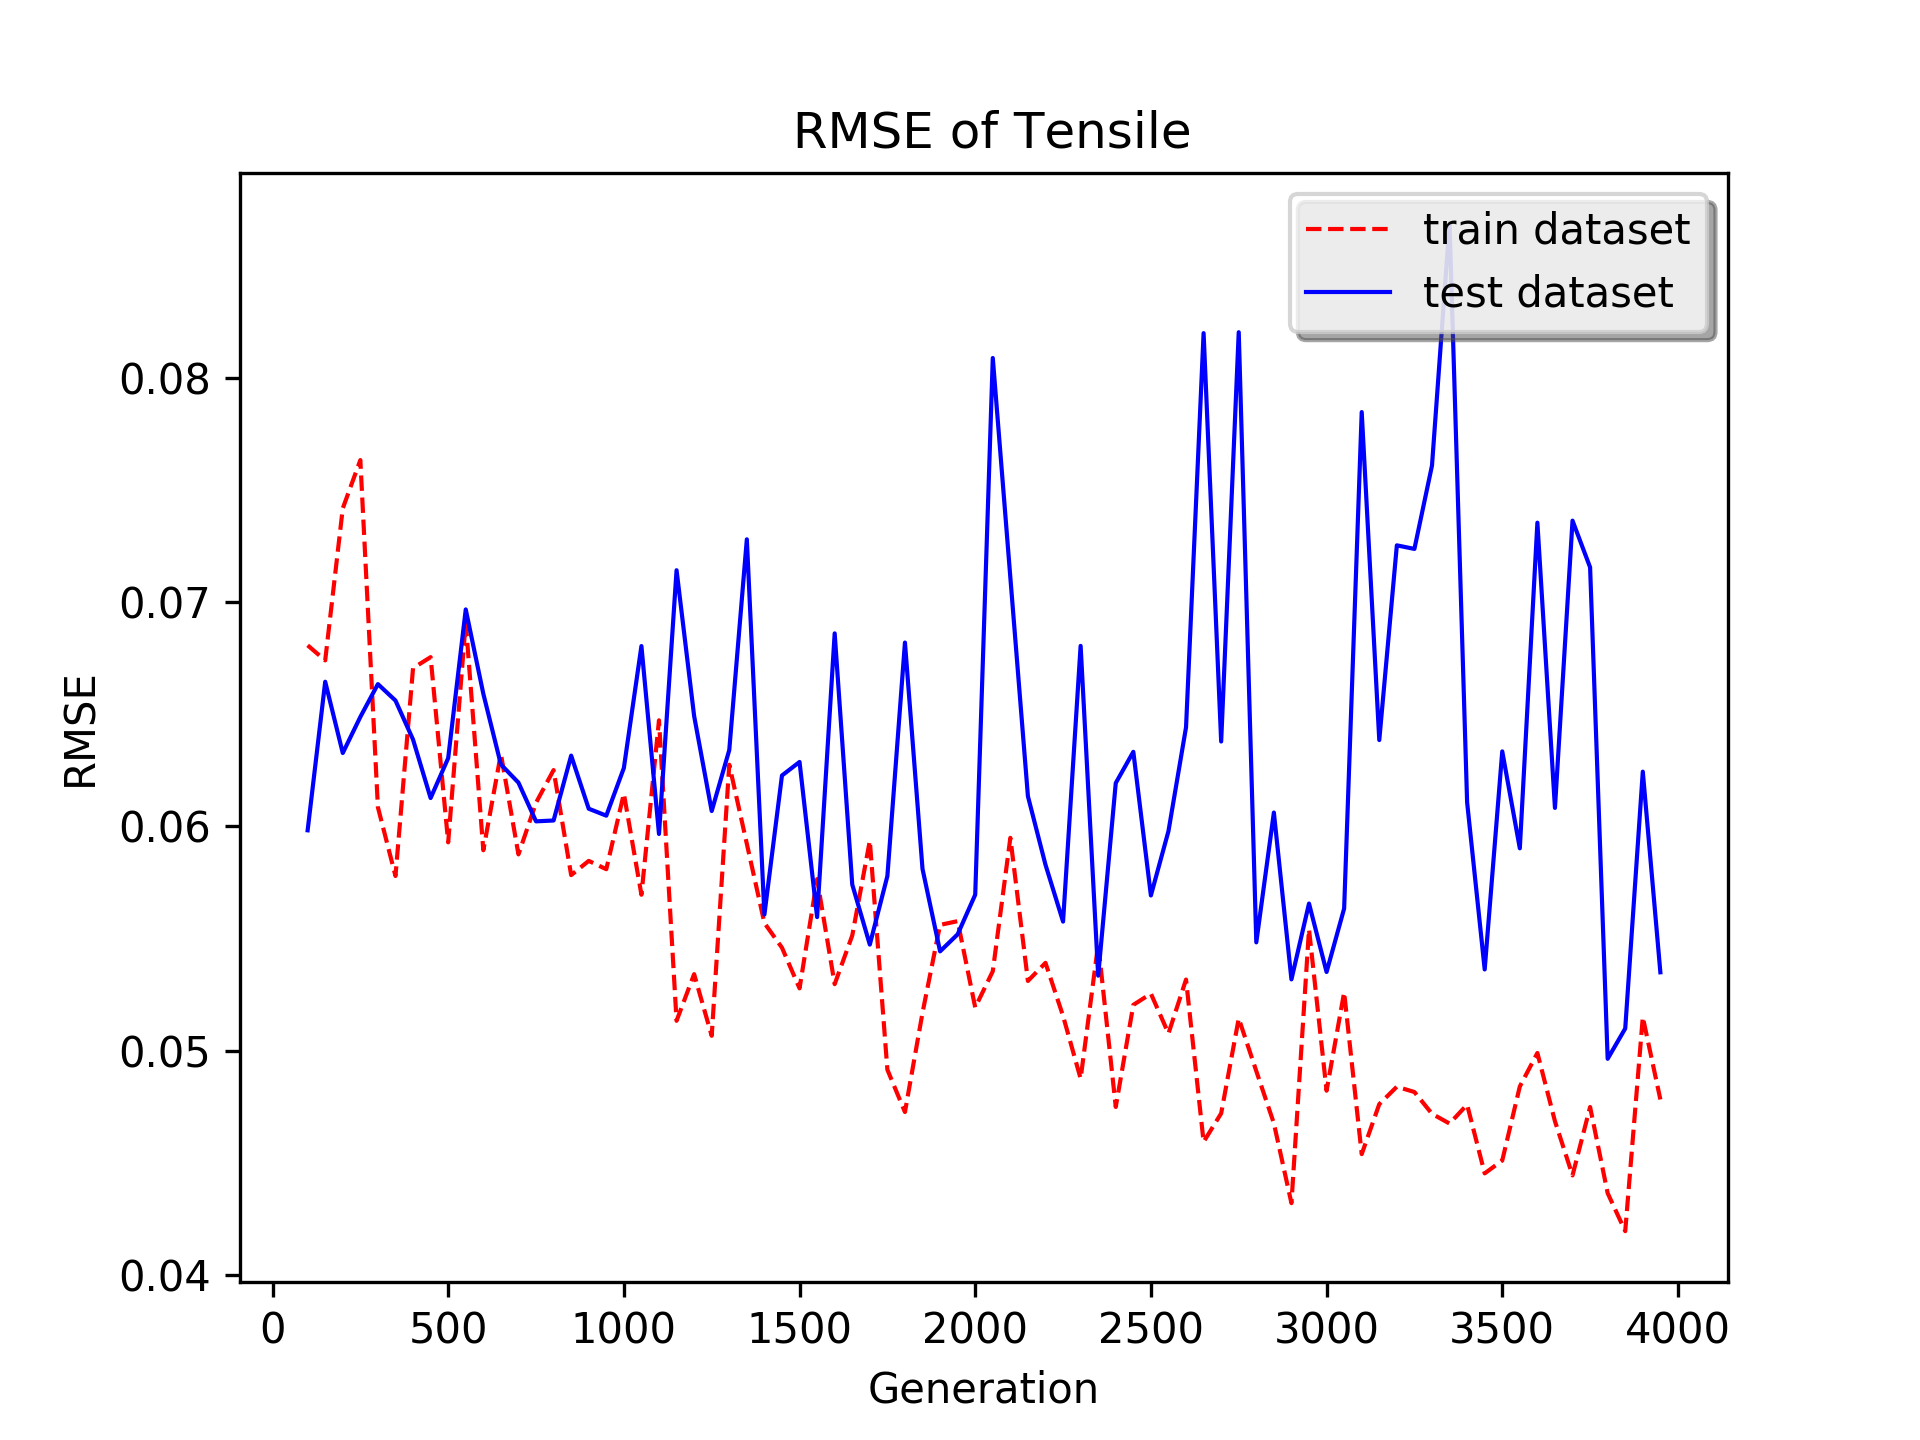 RMSE of Tensile
train dataset
test dataset
0.08
0.07
0.06
0.05
0.04
RMSE
0 500 1000 1500 2000 2500 3000 3500 4000
Generation